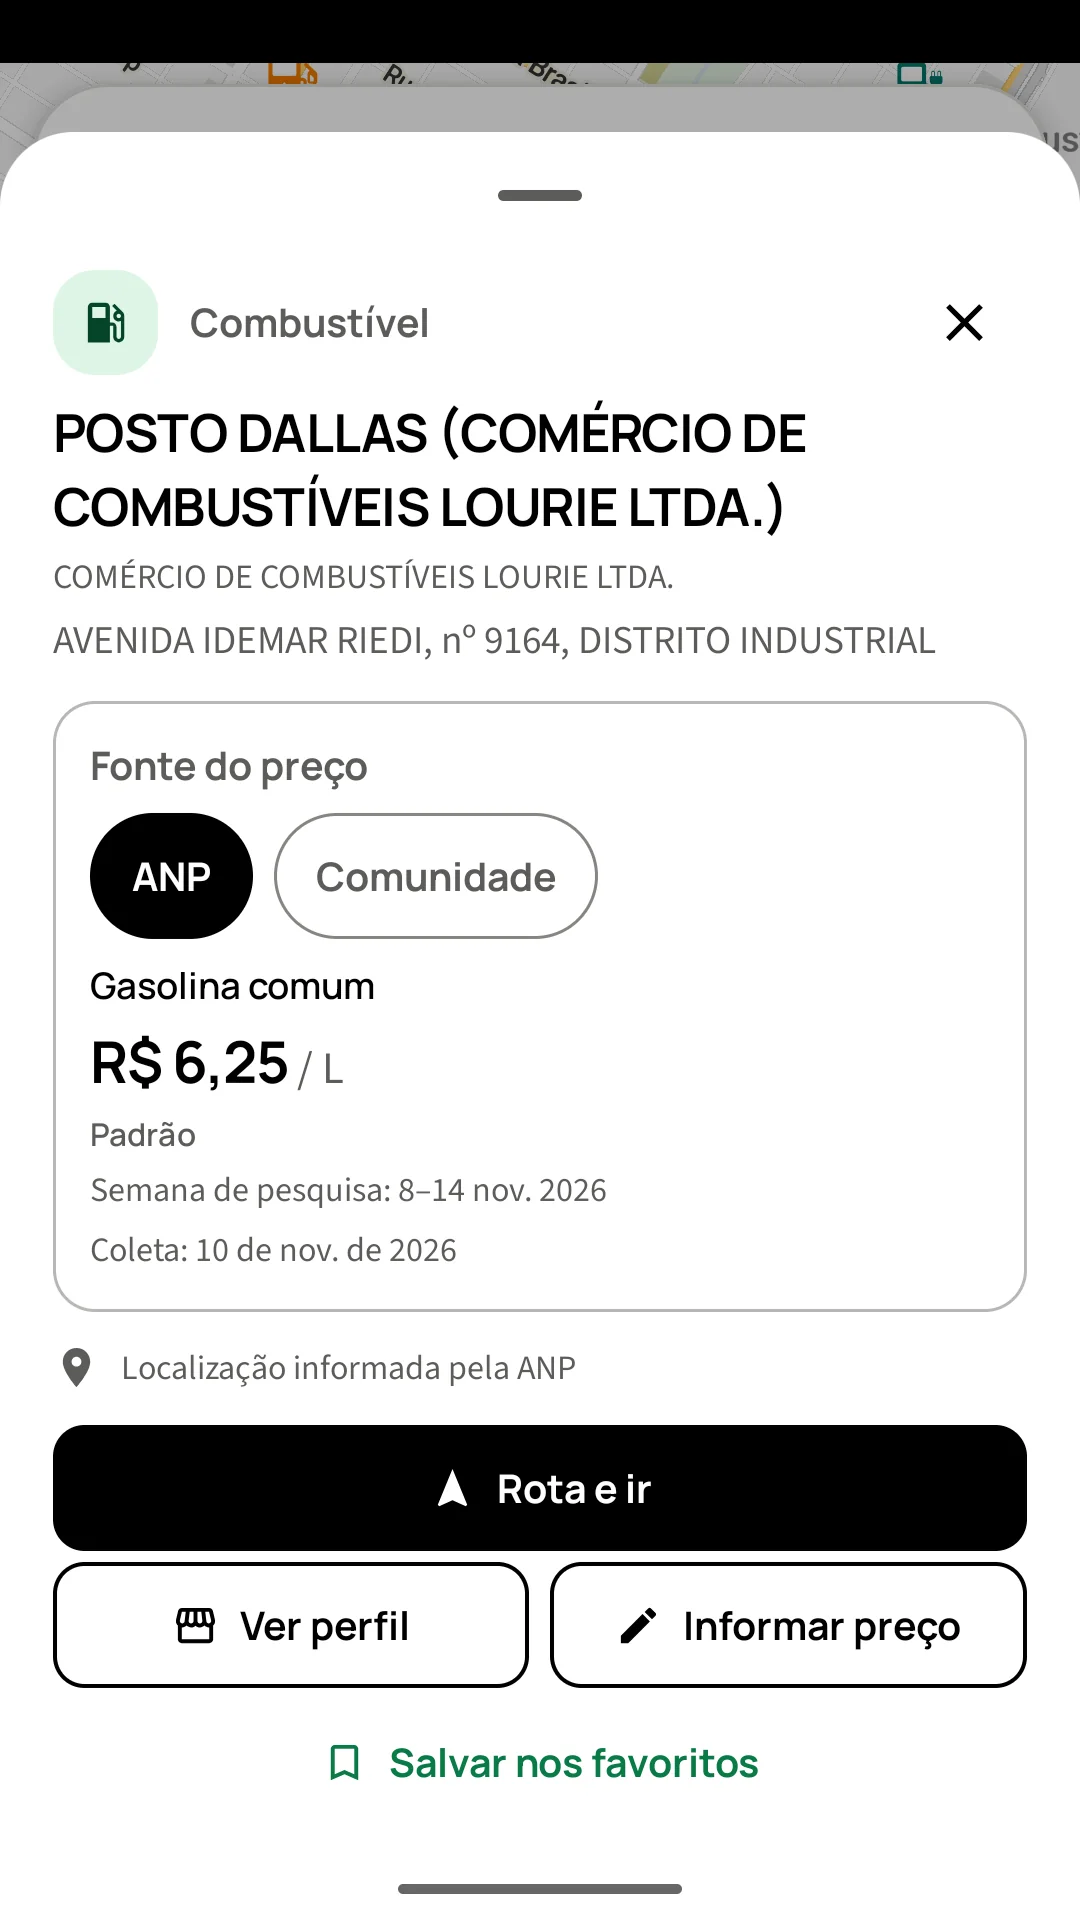 Combustível
POSTO DALLAS (COMÉRCIO DE
COMBUSTÍVEIS LOURIE LTDA.)
COMÉRCIO DE COMBUSTÍVEIS LOURIE LTDA.
AVENIDA IDEMAR RIEDI, nº 9164, DISTRITO INDUSTRIAL
Fonte do preço
ANP
Comunidade
Gasolina comum
R$ 6,25 / L
Padrão
Semana de pesquisa: 8–14 nov. 2026
Coleta: 10 de nov. de 2026
Localização informada pela ANP
Rota e ir
Ver perfil
Informar preço
Salvar nos favoritos